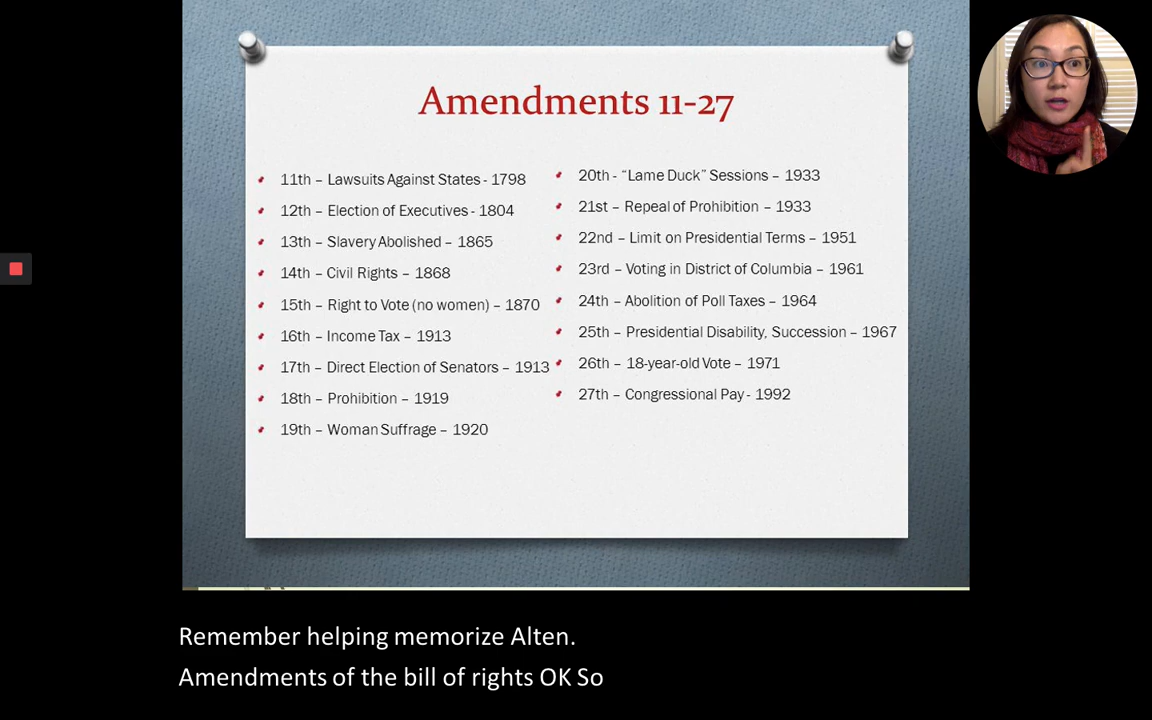 Amendments 11-27
11th – Lawsuits Against States - 1798
12th – Election of Executives - 1804
13th – Slavery Abolished – 1865
14th – Civil Rights – 1868
15th – Right to Vote (no women) – 1870
16th – Income Tax – 1913
17th – Direct Election of Senators – 1913
18th – Prohibition – 1919
19th – Woman Suffrage – 1920
20th - “Lame Duck” Sessions – 1933
21st – Repeal of Prohibition – 1933
22nd – Limit on Presidential Terms – 1951
23rd – Voting in District of Columbia – 1961
24th – Abolition of Poll Taxes – 1964
25th – Presidential Disability, Succession – 1967
26th – 18-year-old Vote – 1971
27th – Congressional Pay - 1992
Remember helping memorize Alten.
Amendments of the bill of rights OK So